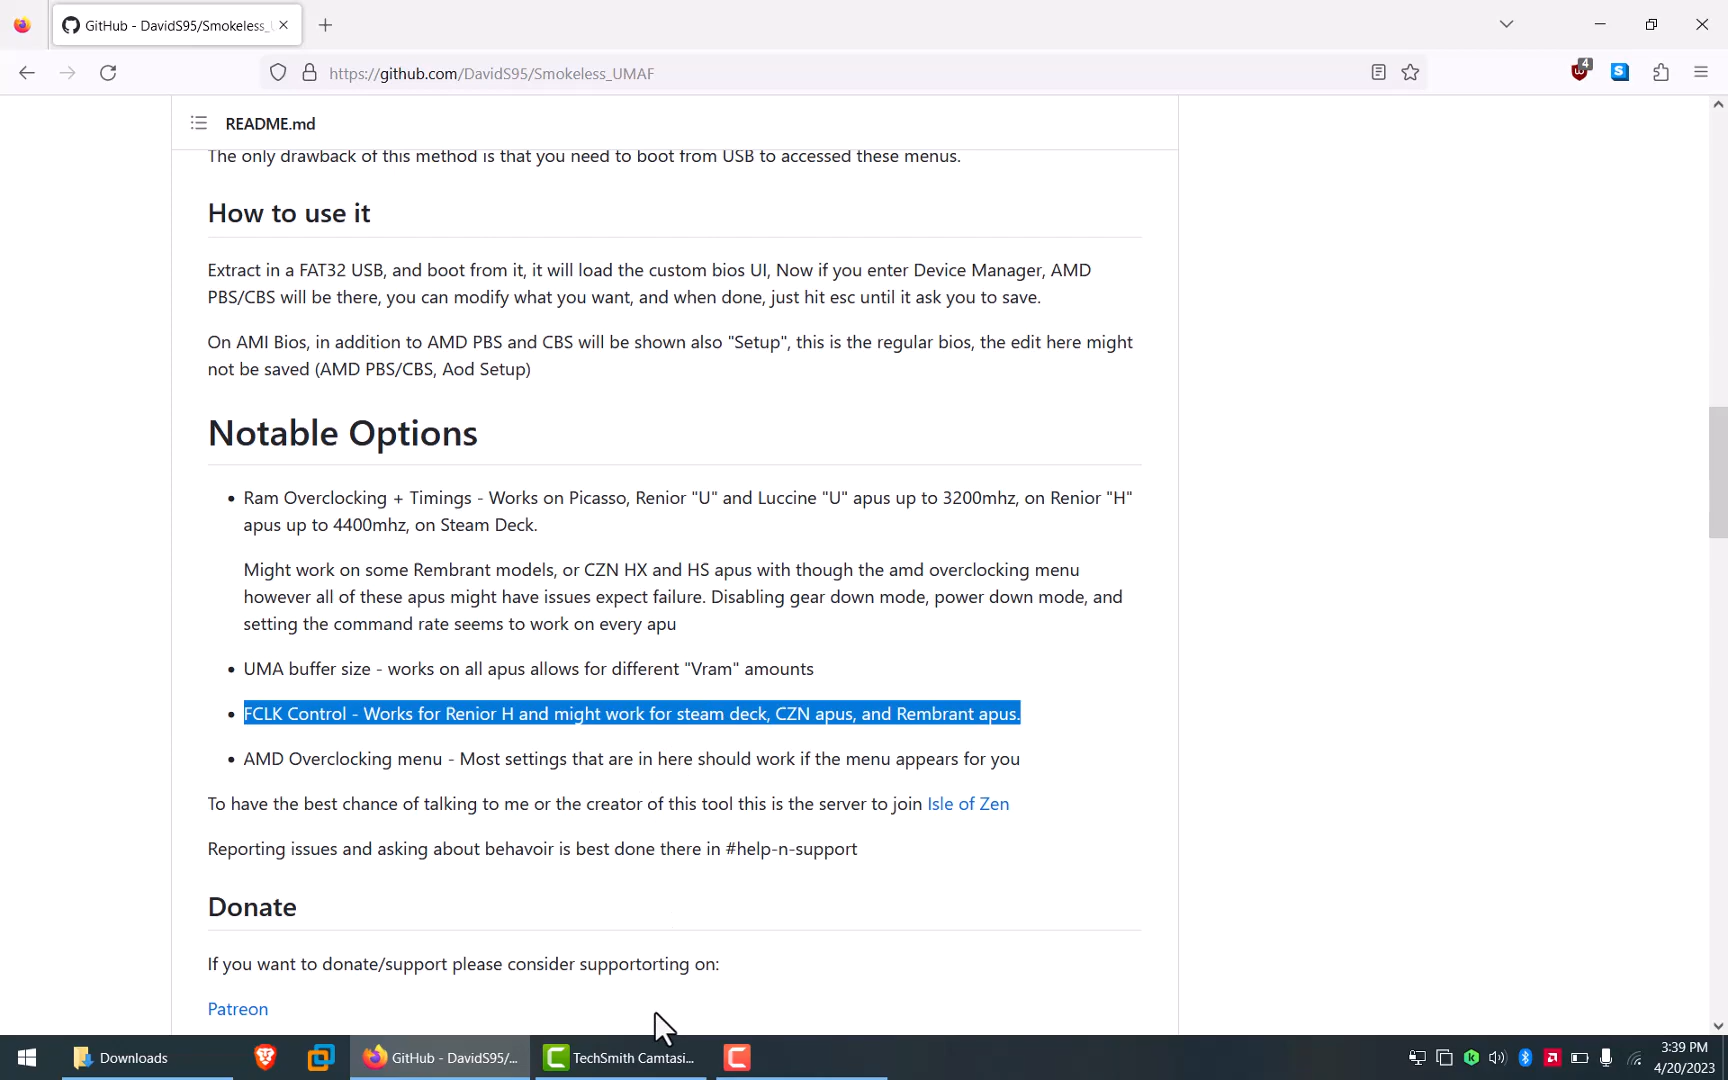 GitHub - DavidS95/Smokeless_
https://github.com/DavidS95/Smokeless_UMAF
4
S
README.md
The only drawback of this method is that you need to boot from USB to accessed these menus.
How to use it
Extract in a FAT32 USB, and boot from it, it will load the custom bios UI, Now if you enter Device Manager, AMD
PBS/CBS will be there, you can modify what you want, and when done, just hit esc until it ask you to save.
On AMI Bios, in addition to AMD PBS and CBS will be shown also "Setup", this is the regular bios, the edit here might
not be saved (AMD PBS/CBS, Aod Setup)
Notable Options
• Ram Overclocking + Timings - Works on Picasso, Renior "U" and Luccine "U" apus up to 3200mhz, on Renior "H"
apus up to 4400mhz, on Steam Deck.
Might work on some Rembrant models, or CZN HX and HS apus with though the amd overclocking menu
however all of these apus might have issues expect failure. Disabling gear down mode, power down mode, and
setting the command rate seems to work on every apu
• UMA buffer size - works on all apus allows for different "Vram" amounts
• FCLK Control - Works for Renior H and might work for steam deck, CZN apus, and Rembrant apus.
• AMD Overclocking menu - Most settings that are in here should work if the menu appears for you
To have the best chance of talking to me or the creator of this tool this is the server to join Isle of Zen
Reporting issues and asking about behavoir is best done there in #help-n-support
Donate
If you want to donate/support please consider supportorting on:
Patreon
Downloads
GitHub - DavidS95/...
TechSmith Camtasi...
3:39 PM
4/20/2023